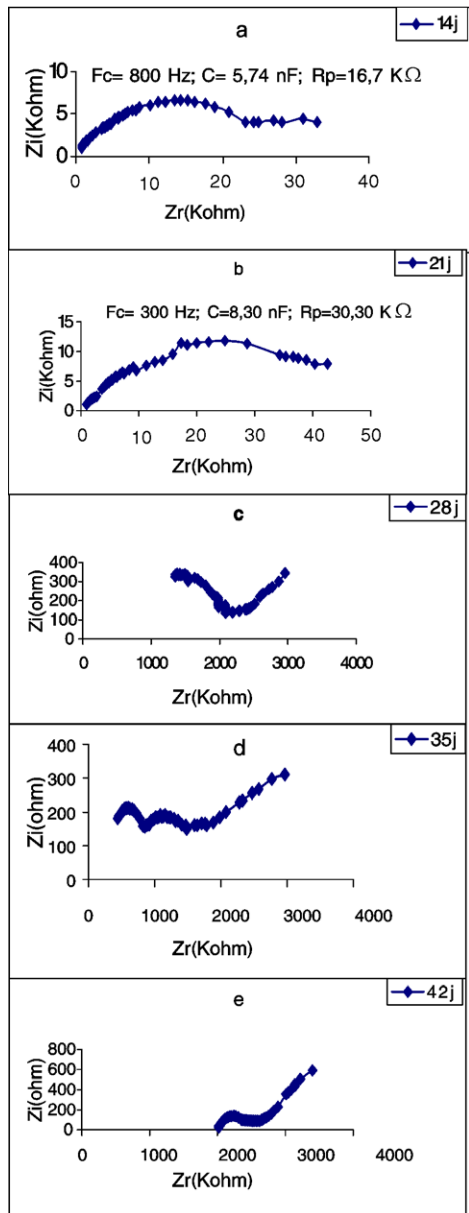 a
14j
Fc= 800 Hz; C= 5,74 nF; Rp=16,7 KΩ
Zi(Kohm)
10
5
0
0 10 20 30 40
Zr(Kohm)
b
21j
Fc= 300 Hz; C=8,30 nF; Rp=30,30 KΩ
Zi(Kohm)
15
10
5
0
0 10 20 30 40 50
Zr(Kohm)
c
28j
Zi(ohm)
400
300
200
100
0
0 1000 2000 3000 4000
Zr(Kohm)
d
35j
Zi(ohm)
400
300
200
100
0
0 1000 2000 3000 4000
Zr(Kohm)
e
42j
Zi(ohm)
800
600
400
200
0
0 1000 2000 3000 4000
Zr(Kohm)